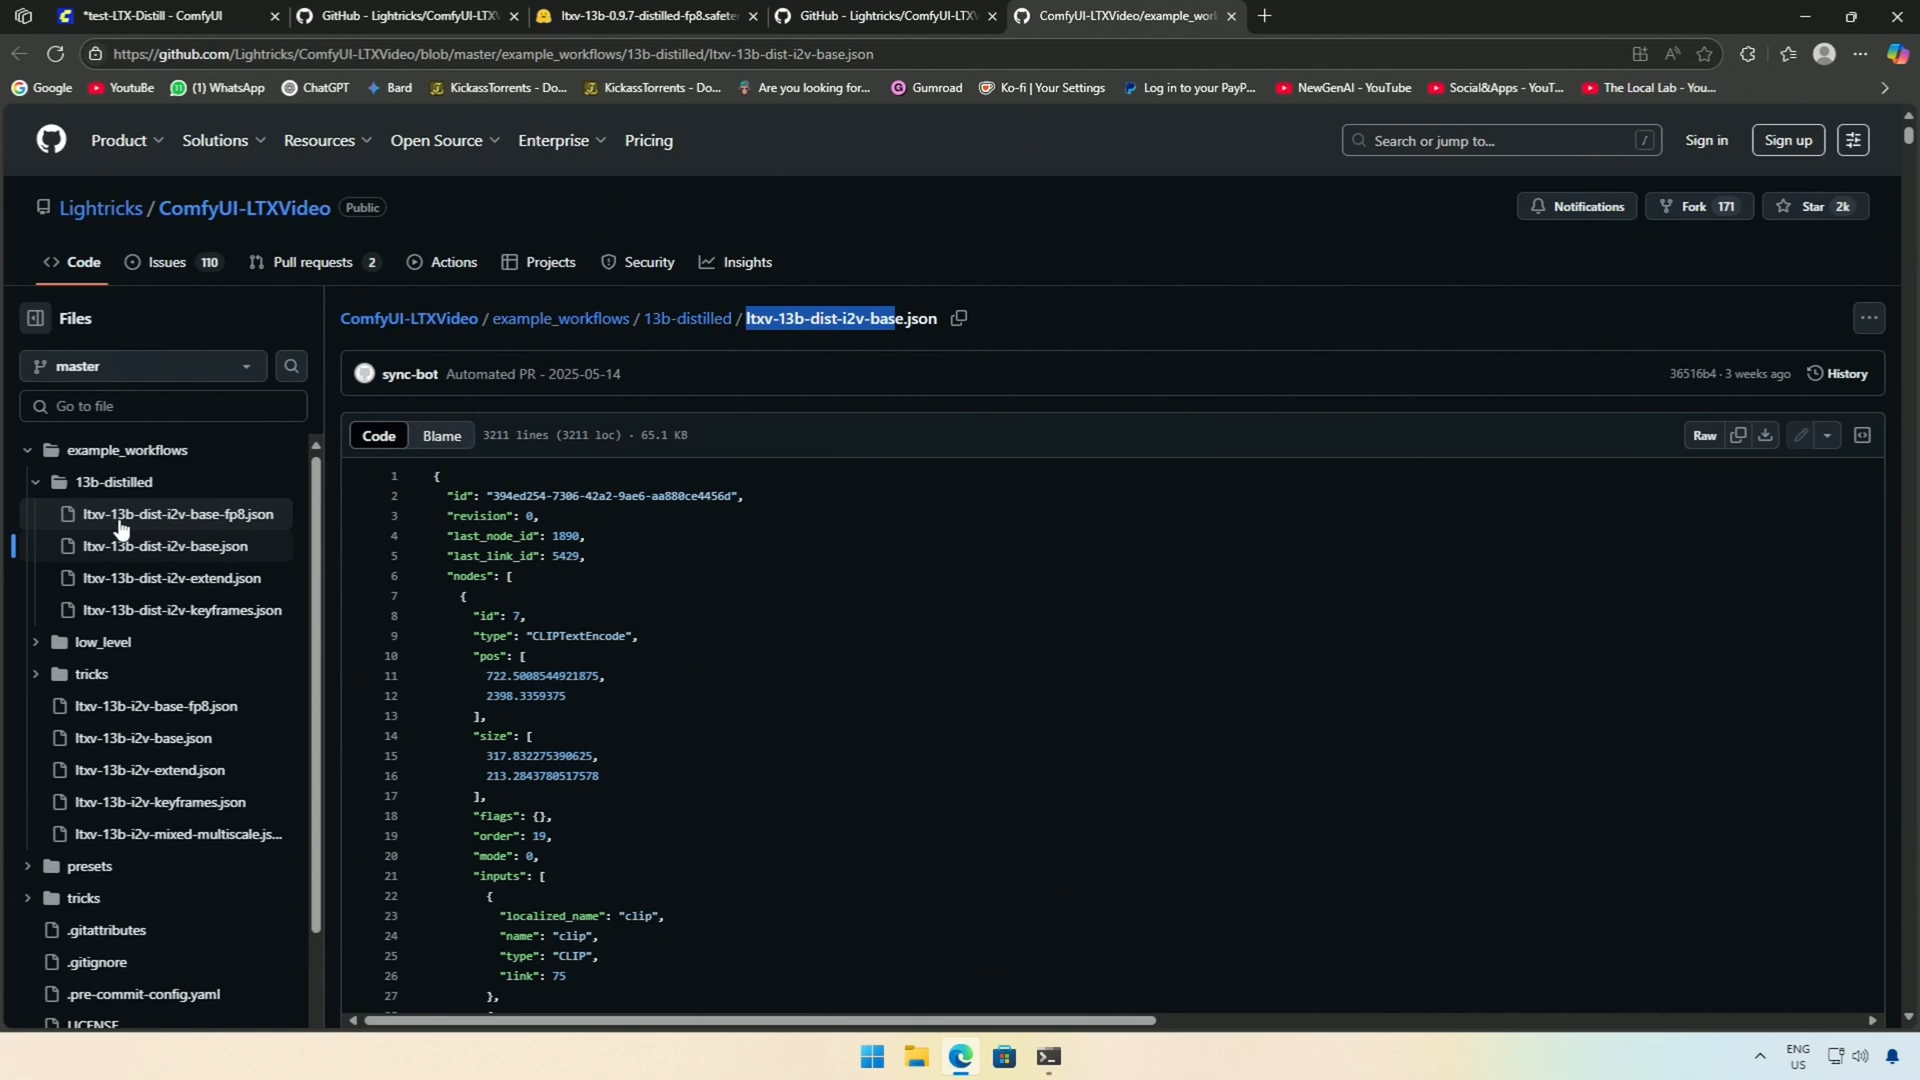 *test-LTX-Distill - ComfyUI
GitHub - Lightricks/ComfyUI-LTX\
ltxv-13b-0.9.7-distilled-fp8.safete
GitHub - Lightricks/ComfyUI-LTX\
ComfyUI-LTXVideo/example_wor
https://github.com/Lightricks/ComfyUI-LTXVideo/blob/master/example_workflows/13b-distilled/ltxv-13b-dist-i2v-base.json
Google
YouTube
(1) WhatsApp
ChatGPT
Bard
KickassTorrents - Do...
KickassTorrents - Do...
Are you looking for...
Gumroad
Ko-fi | Your Settings
Log in to your PayP...
NewGenAI - YouTube
Social&Apps - YouT...
The Local Lab - You...
Product
Solutions
Resources
Open Source
Enterprise
Pricing
Search or jump to...
/
Sign in
Sign up
Lightricks / ComfyUI-LTXVideo Public
Notifications
Fork 171
Star 2k
Code
Issues 110
Pull requests 2
Actions
Projects
Security
Insights
Files
master
Go to file
example_workflows
13b-distilled
ltxv-13b-dist-i2v-base-fp8.json
ltxv-13b-dist-i2v-base.json
ltxv-13b-dist-i2v-extend.json
ltxv-13b-dist-i2v-keyframes.json
low_level
tricks
ltxv-13b-i2v-base-fp8.json
ltxv-13b-i2v-base.json
ltxv-13b-i2v-extend.json
ltxv-13b-i2v-keyframes.json
ltxv-13b-i2v-mixed-multiscale.js...
presets
tricks
.gitattributes
.gitignore
.pre-commit-config.yaml
LICENSE
ComfyUI-LTXVideo / example_workflows / 13b-distilled / ltxv-13b-dist-i2v-base.json
sync-bot Automated PR - 2025-05-14
36516b4 · 3 weeks ago
History
Code
Blame
3211 lines (3211 loc) · 65.1 KB
Raw
1 {
2 "id": "394ed254-7306-42a2-9ae6-aa880ce4456d",
3 "revision": 0,
4 "last_node_id": 1890,
5 "last_link_id": 5429,
6 "nodes": [
7 {
8 "id": 7,
9 "type": "CLIPTextEncode",
10 "pos": [
11 722.5008544921875,
12 2398.3359375
13 ],
14 "size": [
15 317.832275390625,
16 213.2843780517578
17 ],
18 "flags": {},
19 "order": 19,
20 "mode": 0,
21 "inputs": [
22 {
23 "localized_name": "clip",
24 "name": "clip",
25 "type": "CLIP",
26 "link": 75
27 },
ENG
US